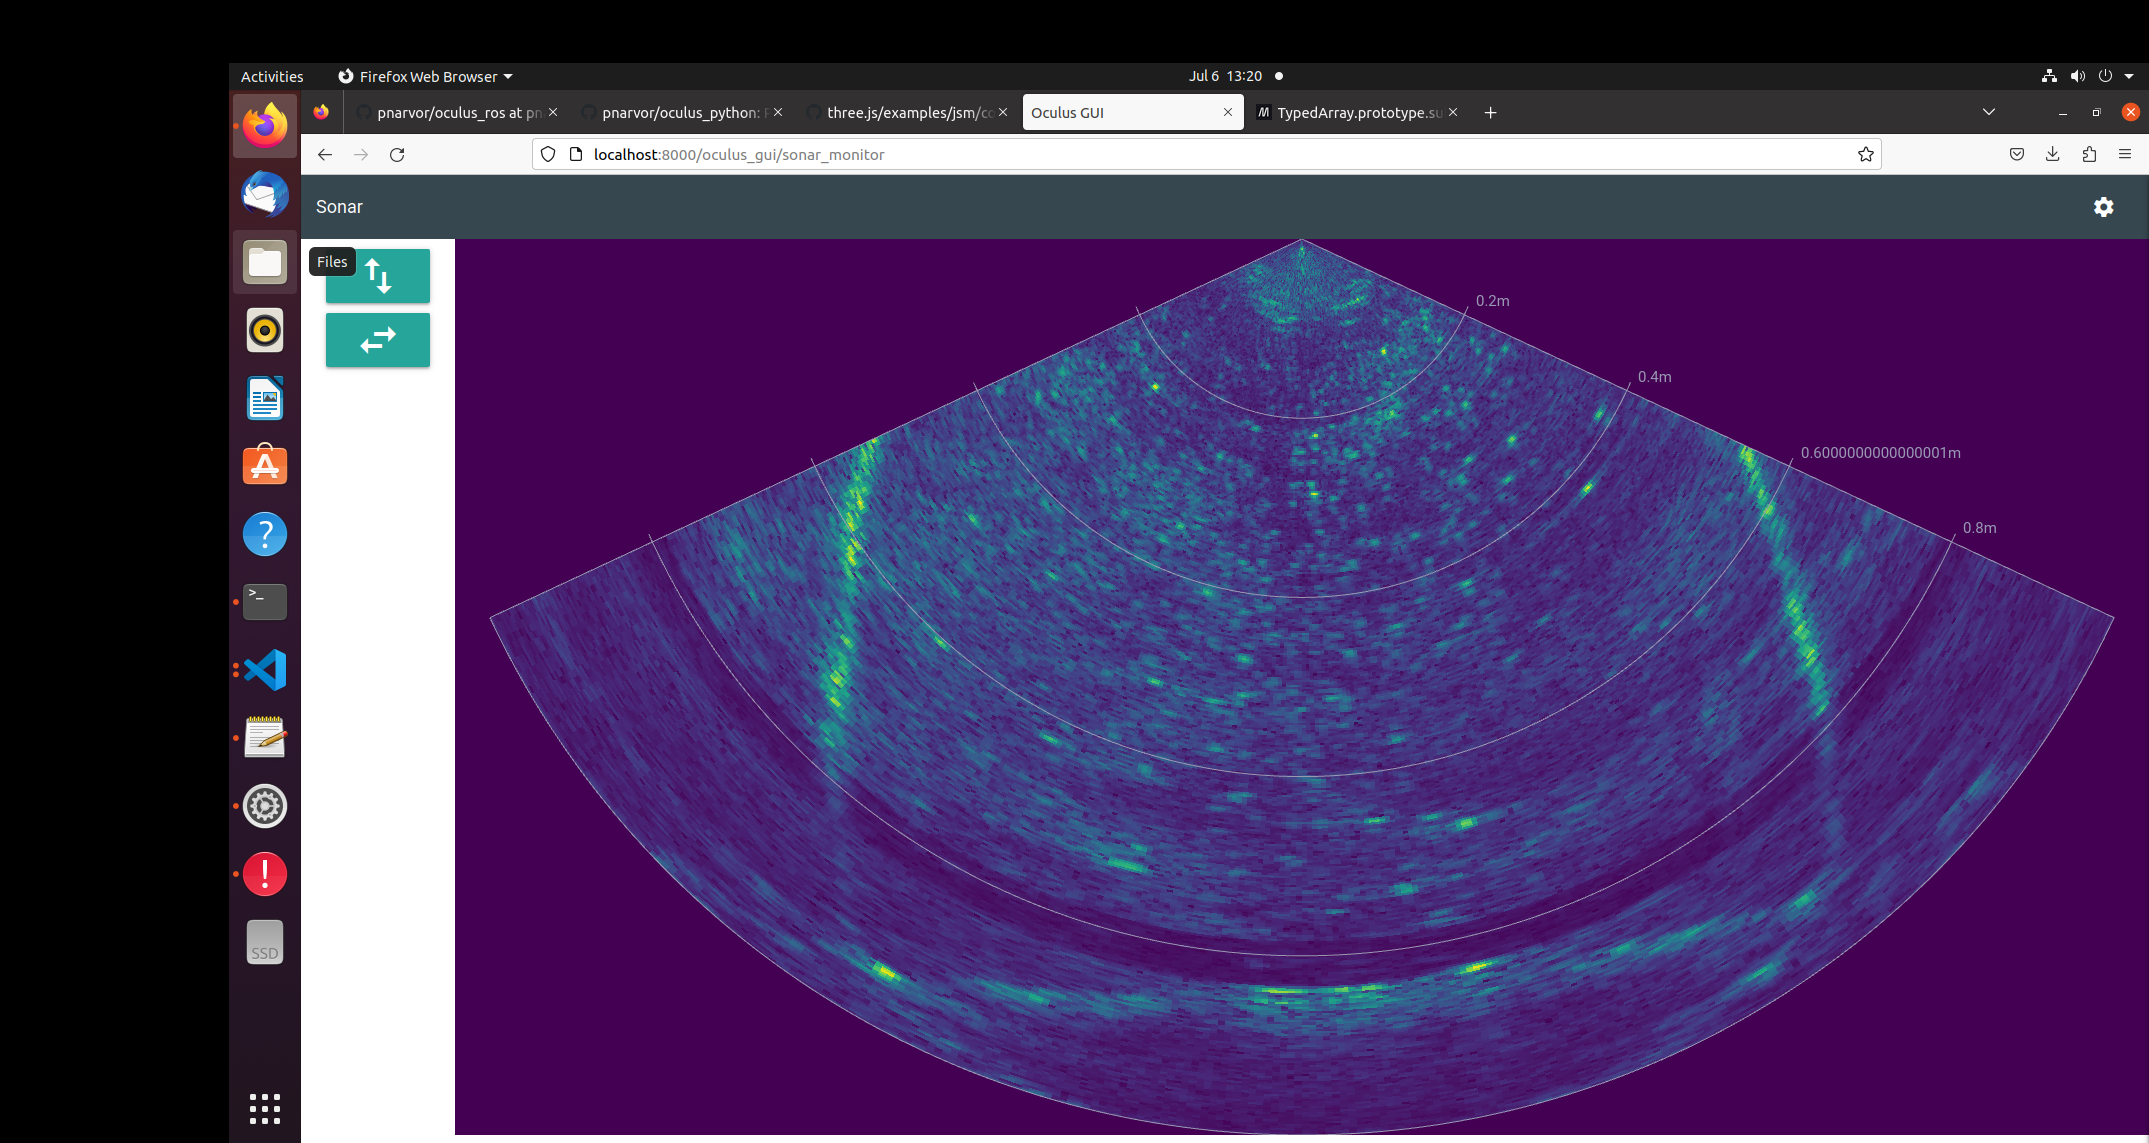 Activities
Firefox Web Browser
Jul 6 13:20
pnarvor/oculus_ros at pn
pnarvor/oculus_python:
three.js/examples/jsm/co
Oculus GUI
TypedArray.prototype.su
localhost:8000/oculus_gui/sonar_monitor
Sonar
Files
0.2m
0.4m
0.6000000000000001m
0.8m
>_
SSD